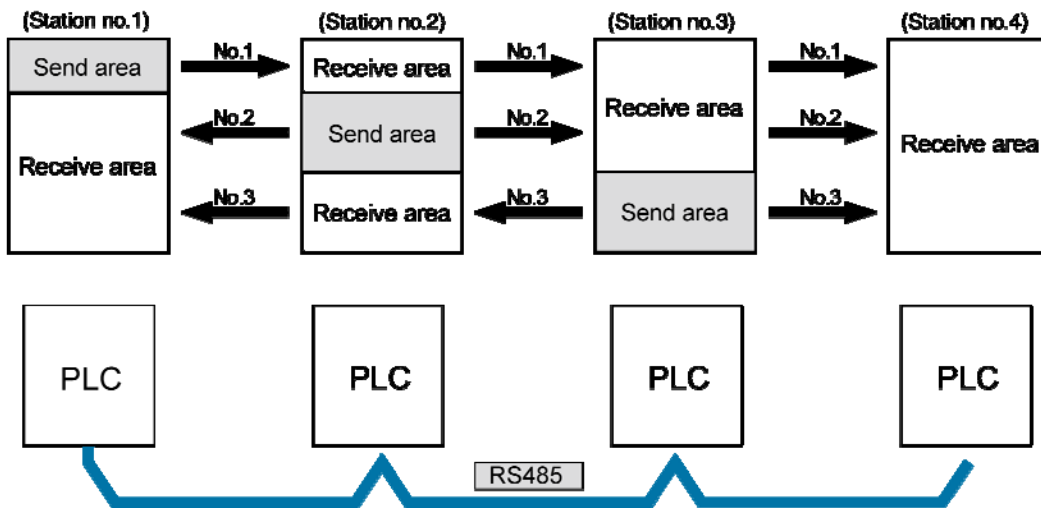 (Station no.1) (Station no.2) (Station no.3) (Station no.4)
Send area No.1 Receive area No.1 No.1
Receive area
No.2 Send area No.2 No.2
Receive area Receive area
No.3 Receive area No.3 Send area No.3
PLC PLC PLC PLC
RS485